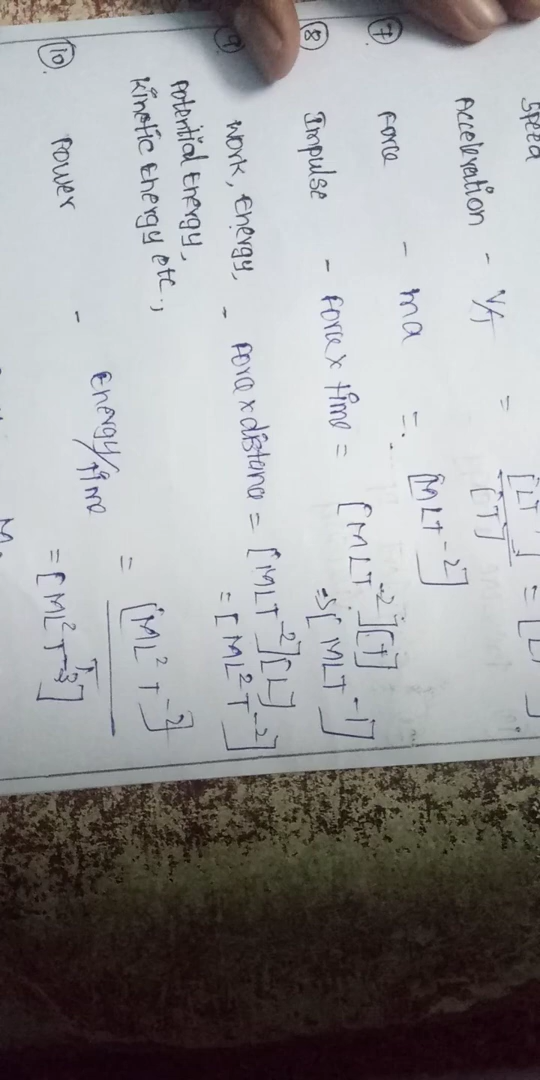 Speed
Acceleration - V/T = [LT⁻¹]/[T] = [L
⑦. Force - ma = [MLT⁻²]
⑧ Impulse - Force × time = [MLT⁻²][T]
⇒ [MLT⁻¹]
⑨ Work, Energy, - Force × distance = [MLT⁻²][L]
Potential Energy, = [ML²T⁻²]
Kinetic Energy etc.,
⑩. Power - Energy/Time = [ML²T⁻²]/T
= [ML²T⁻³]